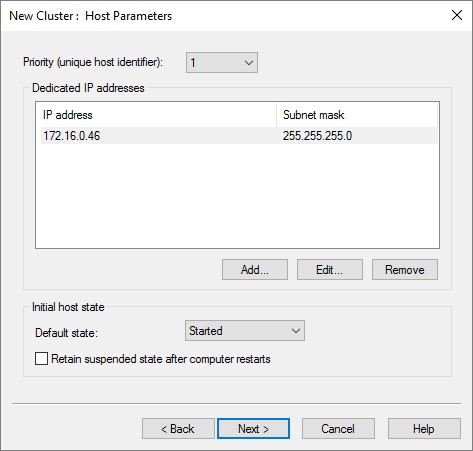 New Cluster :  Host Parameters
Priority (unique host identifier): 1
Dedicated IP addresses
IP address Subnet mask
172.16.0.46 255.255.255.0
Add... Edit... Remove
Initial host state
Default state: Started
Retain suspended state after computer restarts
< Back Next > Cancel Help